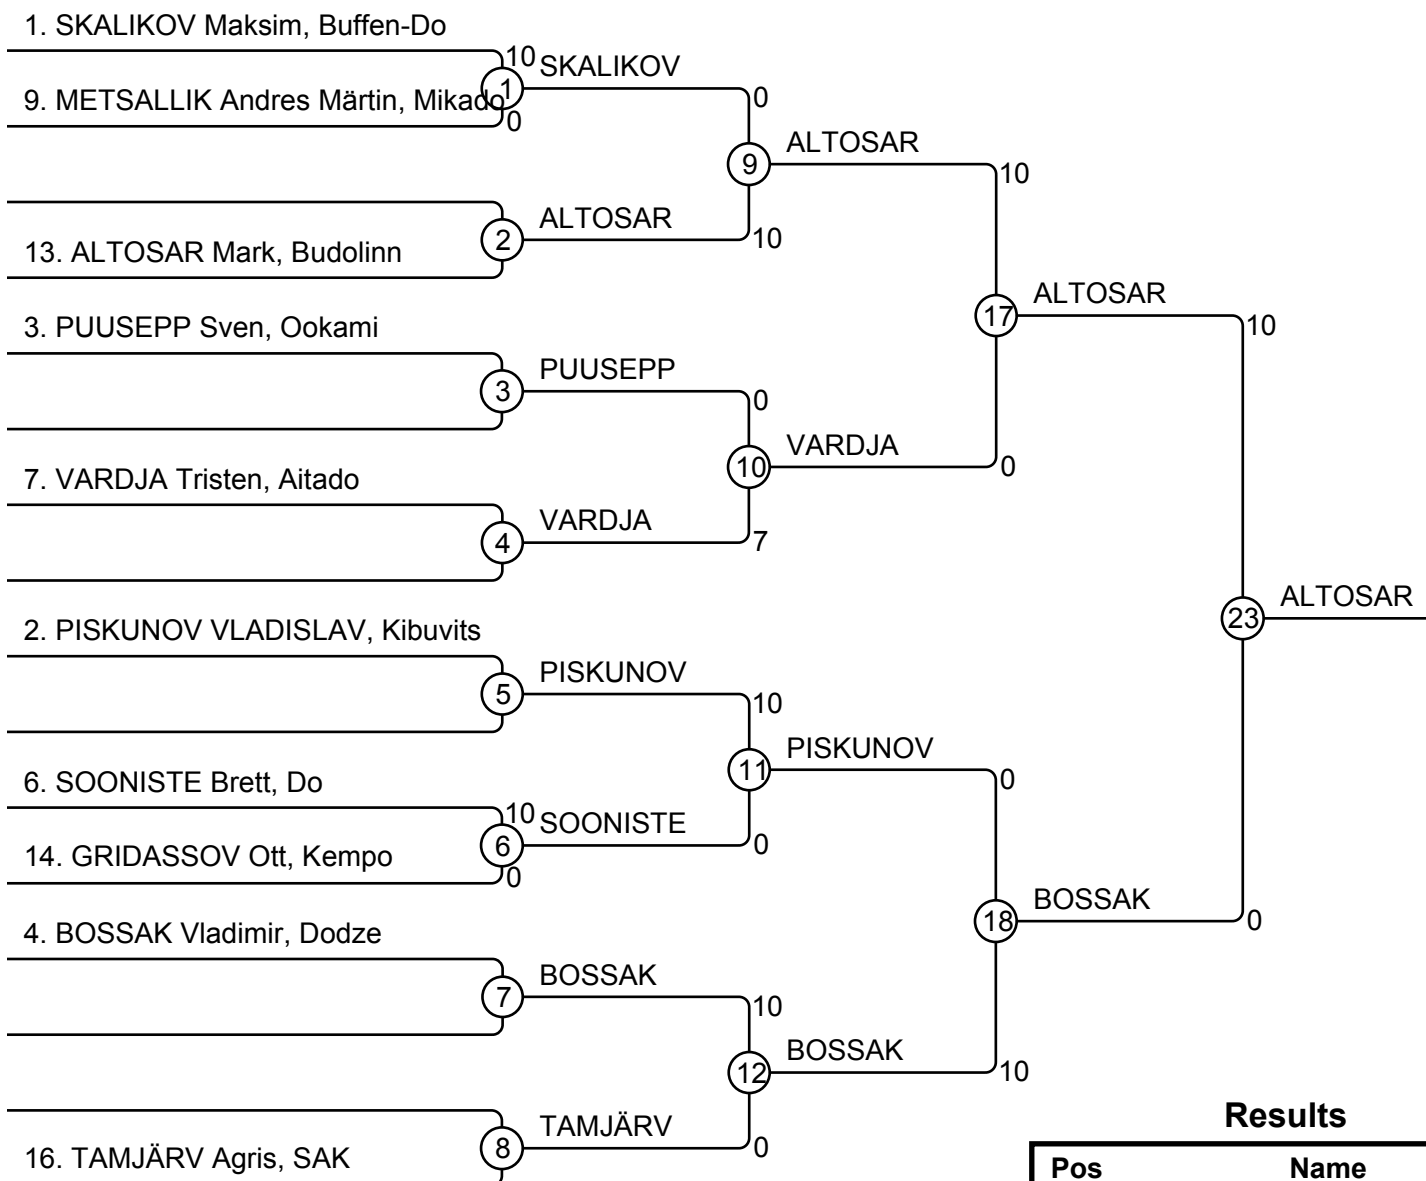 1. SKALIKOV Maksim, Buffen-Do
10
SKALIKOV
1
9. METSALLIK Andres Märtin, Mikado
0
0
ALTOSAR
9
10
ALTOSAR
2
10
13. ALTOSAR Mark, Budolinn
ALTOSAR
17
10
3. PUUSEPP Sven, Ookami
PUUSEPP
3
0
VARDJA
10
0
7. VARDJA Tristen, Aitado
VARDJA
4
7
ALTOSAR
23
2. PISKUNOV VLADISLAV, Kibuvits
PISKUNOV
5
10
PISKUNOV
11
0
6. SOONISTE Brett, Do
10
SOONISTE
6
0
14. GRIDASSOV Ott, Kempo
0
BOSSAK
18
0
4. BOSSAK Vladimir, Dodze
BOSSAK
7
10
BOSSAK
12
10
TAMJÄRV
8
0
16. TAMJÄRV Agris, SAK
Results
Pos Name